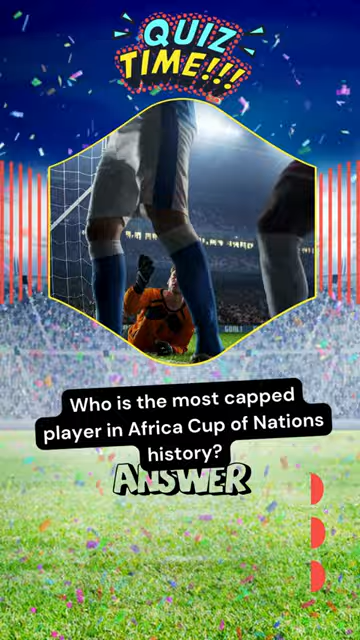 QUIZ
TIME!!!
Who is the most capped
player in Africa Cup of Nations
history?
ANSWER